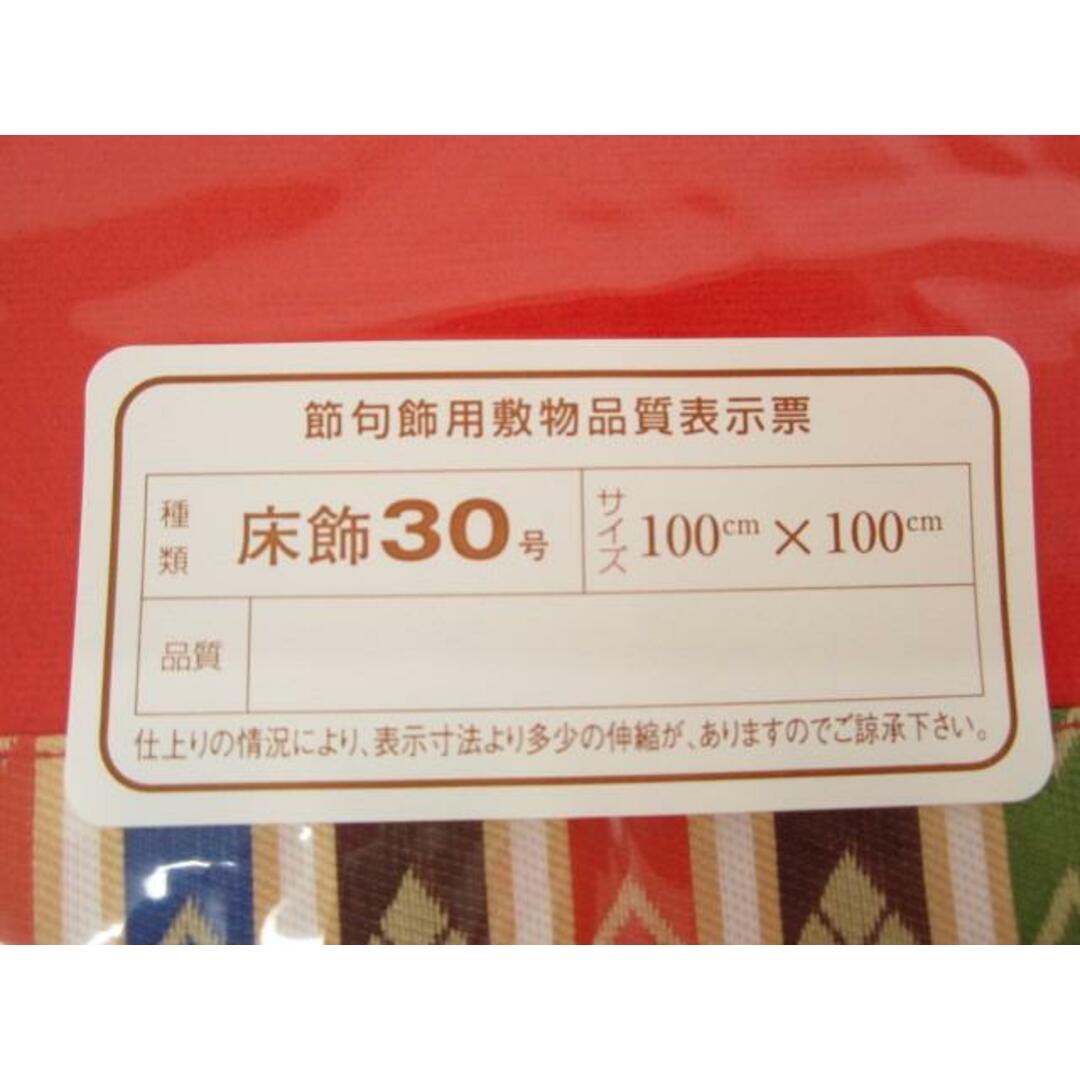 節句飾用敷物品質表示票
種類 床飾30号 サイズ 100cm×100cm
品質
仕上りの情況により、表示寸法より多少の伸縮が、ありますのでご諒承下さい。